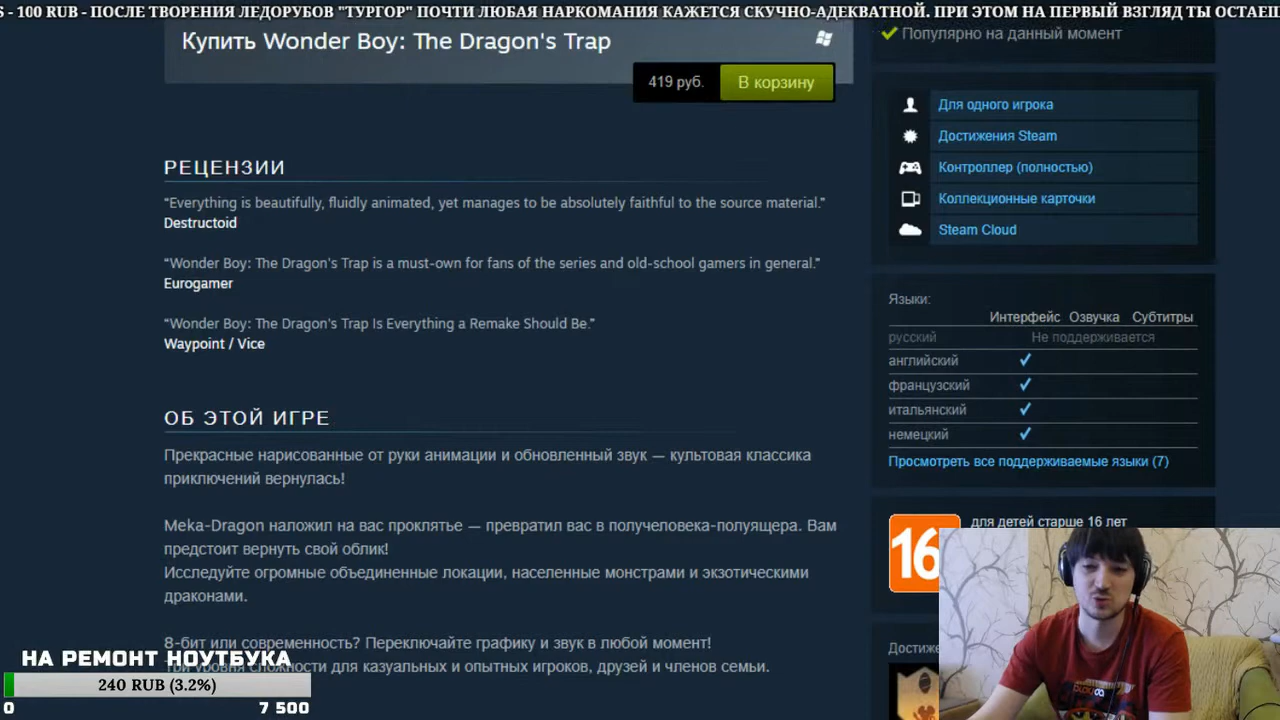 - 100 RUB - ПОСЛЕ ТВОРЕНИЯ ЛЕДОРУБОВ "ТУРГОР" ПОЧТИ ЛЮБАЯ НАРКОМАНИЯ КАЖЕТСЯ СКУЧНО-АДЕКВАТНОЙ. ПРИ ЭТОМ НА ПЕРВЫЙ ВЗГЛЯД ТЫ
Купить Wonder Boy: The Dragon's Trap
419 руб.
В корзину
РЕЦЕНЗИИ
“Everything is beautifully, fluidly animated, yet manages to be absolutely faithful to the source material.”
Destructoid
“Wonder Boy: The Dragon's Trap is a must-own for fans of the series and old-school gamers in general.”
Eurogamer
“Wonder Boy: The Dragon's Trap Is Everything a Remake Should Be.”
Waypoint / Vice
ОБ ЭТОЙ ИГРЕ
Прекрасные нарисованные от руки анимации и обновленный звук — культовая классика
приключений вернулась!
Meka-Dragon наложил на вас проклятье — превратил вас в получеловека-полуящера. Вам
предстоит вернуть свой облик!
Исследуйте огромные объединенные локации, населенные монстрами и экзотическими
драконами.
8-бит или современность? Переключайте графику и звук в любой момент!
Три уровня сложности для казуальных и опытных игроков, друзей и членов семьи.
НА РЕМОНТ НОУТБУКА
240 RUB (3.2%)
0
7 500
Популярно на данный момент
Для одного игрока
Достижения Steam
Контроллер (полностью)
Коллекционные карточки
Steam Cloud
Языки:
Интерфейс Озвучка Субтитры
русский Не поддерживается
английский
французский
итальянский
немецкий
Просмотреть все поддерживаемые языки (7)
16
для детей старше 16 лет